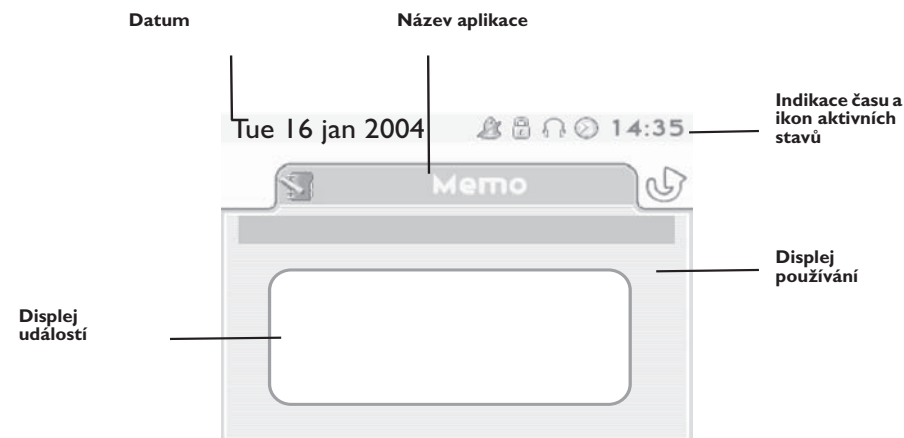 Datum
Název aplikace
Indikace času a
ikon aktivních
stavů
Tue 16 jan 2004
14:35
Memo
Displej
používání
Displej
událostí